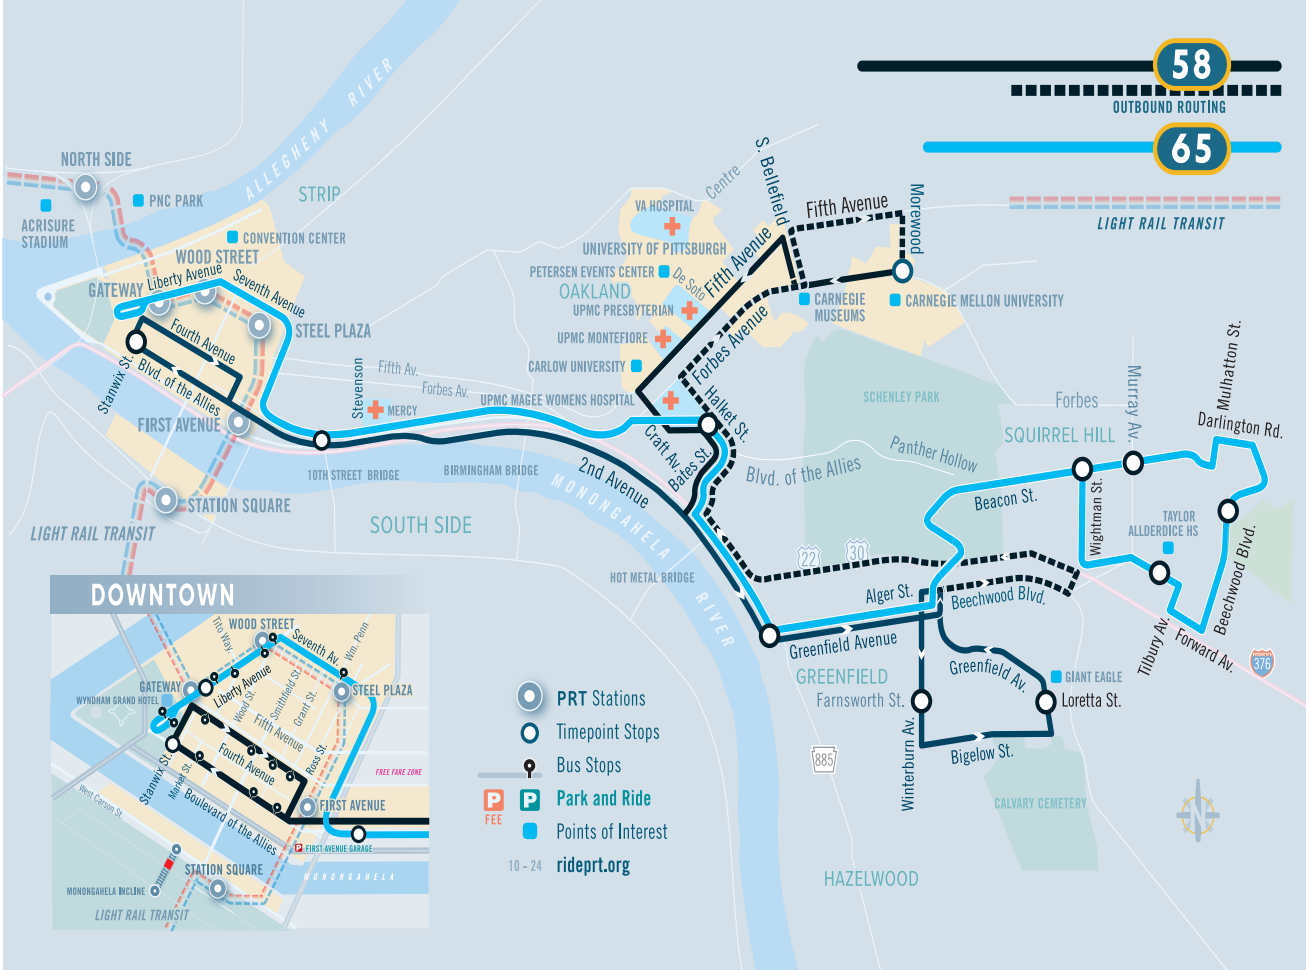 58
OUTBOUND ROUTING
65
LIGHT RAIL TRANSIT
ALLEGHENY RIVER
NORTH SIDE
PNC PARK
ACRISURE
STADIUM
STRIP
CONVENTION CENTER
WOOD STREET
GATEWAY
Liberty Avenue
Seventh Avenue
STEEL PLAZA
Fourth Avenue
Stanwix St.
Blvd. of the Allies
FIRST AVENUE
STATION SQUARE
LIGHT RAIL TRANSIT
Stevenson
Fifth Av.
Forbes Av.
MERCY
10TH STREET BRIDGE
BIRMINGHAM BRIDGE
SOUTH SIDE
2nd Avenue
MONONGAHELA RIVER
HOT METAL BRIDGE
VA HOSPITAL
Centre
S. Bellefield
Fifth Avenue
Morewood
UNIVERSITY OF PITTSBURGH
PETERSEN EVENTS CENTER
De Soto
Fifth Avenue
OAKLAND
UPMC PRESBYTERIAN
UPMC MONTEFIORE
CARLOW UNIVERSITY
UPMC MAGEE WOMENS HOSPITAL
Forbes Avenue
CARNEGIE
MUSEUMS
CARNEGIE MELLON UNIVERSITY
Halket St.
Craft Av.
Bates St.
Blvd. of the Allies
SCHENLEY PARK
Panther Hollow
Forbes
SQUIRREL HILL
Murray Av.
Mulhatton St.
Darlington Rd.
Beacon St.
Wightman St.
TAYLOR
ALLERDICE HS
Beechwood Blvd.
22
30
Alger St.
Beechwood Blvd.
Tilbury Av.
Forward Av.
376
Greenfield Avenue
GREENFIELD
Greenfield Av.
GIANT EAGLE
Farnsworth St.
Loretta St.
Winterburn Av.
Bigelow St.
885
CALVARY CEMETERY
HAZELWOOD
N
DOWNTOWN
WOOD STREET
Tito Way.
Seventh Av.
Wm. Penn
GATEWAY
WYNDHAM GRAND HOTEL
Liberty Avenue
STEEL PLAZA
Wood St.
Smithfield St.
Grant St.
Fifth Avenue
Fourth Avenue
Ross St.
Stanwix St.
Market St.
Boulevard of the Allies
FREE FARE ZONE
FIRST AVENUE
West Carson St.
P FIRST AVENUE GARAGE
STATION SQUARE
MONONGAHELA
MONONGAHELA INCLINE
LIGHT RAIL TRANSIT
PRT Stations
Timepoint Stops
Bus Stops
P P Park and Ride
FEE
Points of Interest
10 - 24 rideprt.org